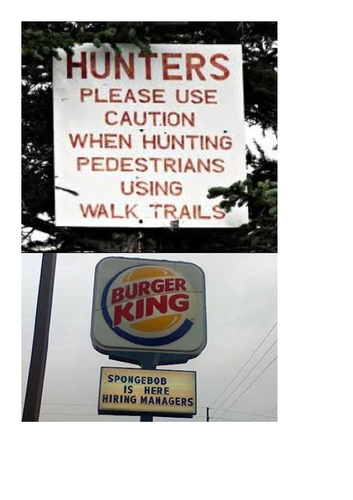 HUNTERS
PLEASE USE
CAUTION
WHEN HUNTING
PEDESTRIANS
USING
WALK TRAILS
BURGER
KING
SPONGEBOB
IS HERE
HIRING MANAGERS